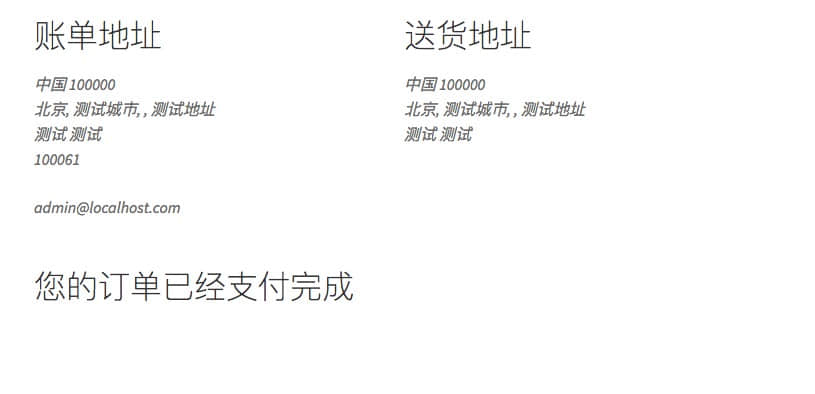 账单地址
中国 100000
北京, 测试城市, , 测试地址
测试 测试
100061
admin@localhost.com
送货地址
中国 100000
北京, 测试城市, , 测试地址
测试 测试
您的订单已经支付完成